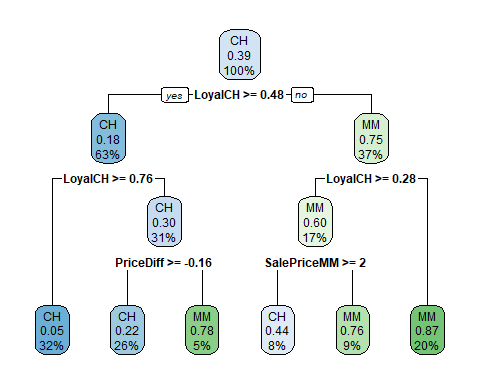 CH
0.39
100%
yes LoyalCH >= 0.48 no
CH
0.18
63%
MM
0.75
37%
LoyalCH >= 0.76
LoyalCH >= 0.28
CH
0.30
31%
MM
0.60
17%
PriceDiff >= -0.16
SalePriceMM >= 2
CH
0.05
32%
CH
0.22
26%
MM
0.78
5%
CH
0.44
8%
MM
0.76
9%
MM
0.87
20%